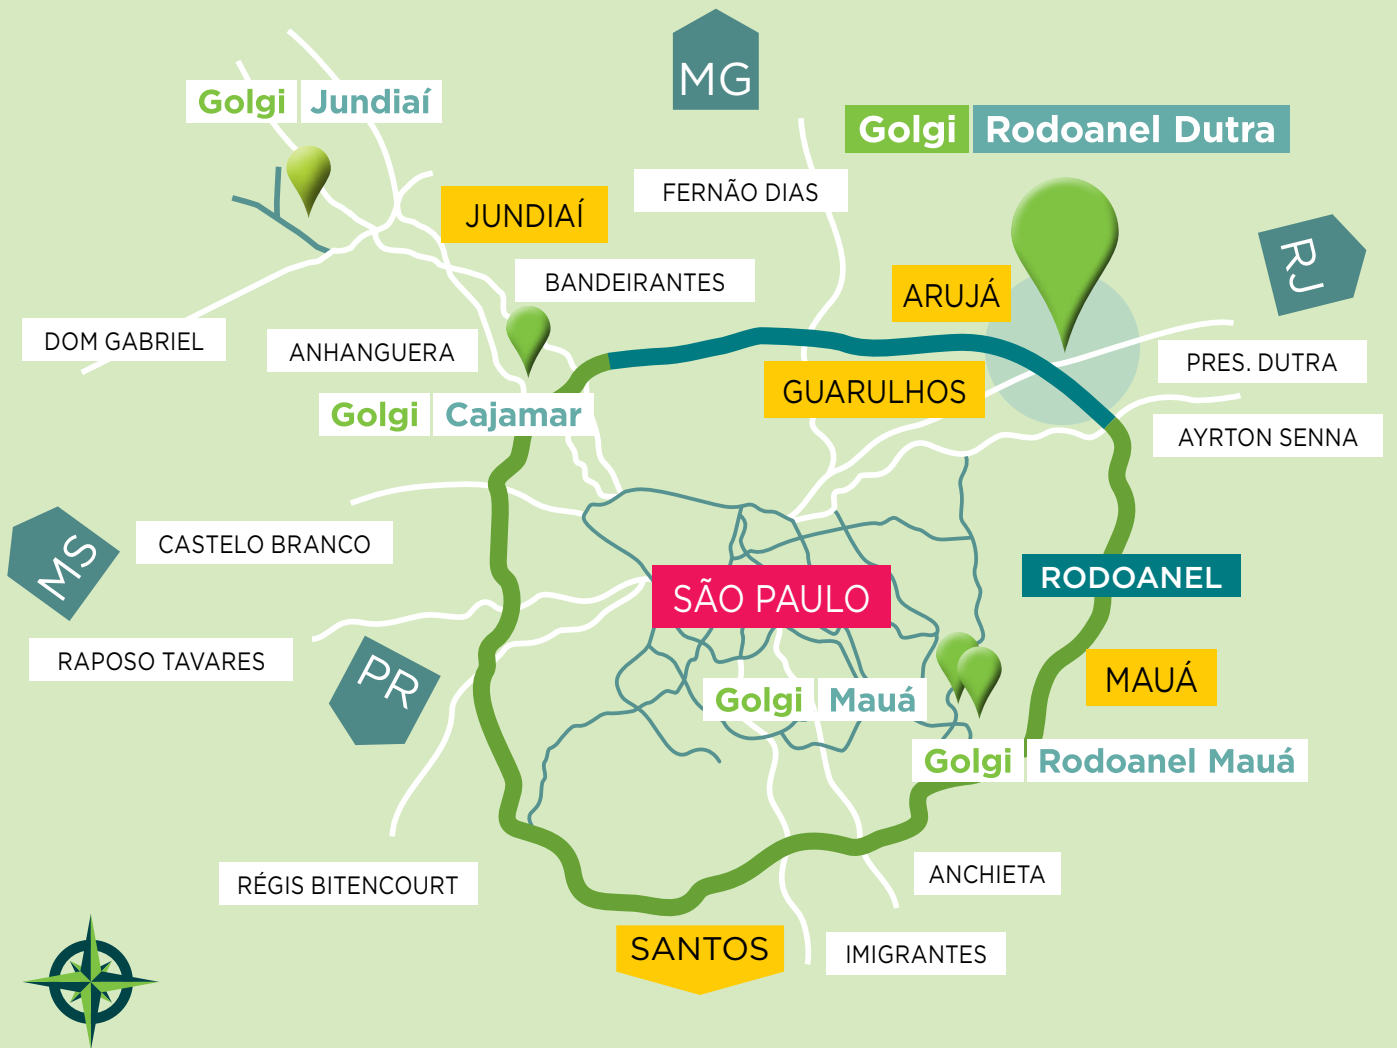 MG
Golgi Jundiaí
Golgi Rodoanel Dutra
FERNÃO DIAS
JUNDIAÍ
RJ
BANDEIRANTES
ARUJÁ
DOM GABRIEL
ANHANGUERA
PRES. DUTRA
GUARULHOS
Golgi Cajamar
AYRTON SENNA
CASTELO BRANCO
MS
RODOANEL
SÃO PAULO
RAPOSO TAVARES
PR
MAUÁ
Golgi Mauá
Golgi Rodoanel Mauá
RÉGIS BITENCOURT
ANCHIETA
SANTOS
IMIGRANTES